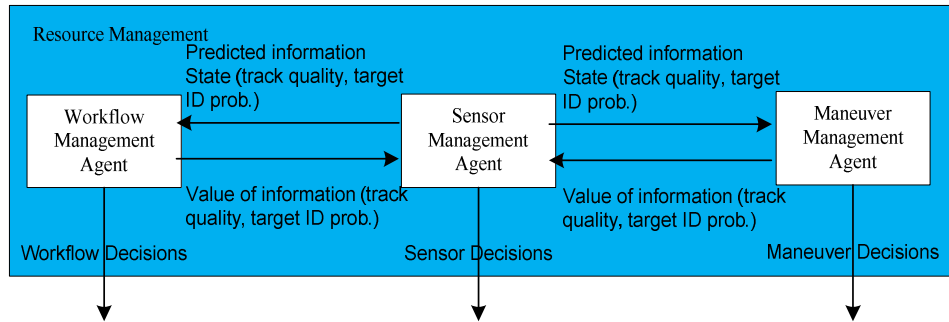 Resource Management
Predicted information
State (track quality, target
ID prob.)
Predicted information
State (track quality, target
ID prob.)
Workflow
Management
Agent
Sensor
Management
Agent
Maneuver
Management
Agent
Value of information (track
quality, target ID prob.)
Value of information (track
quality, target ID prob.)
Workflow Decisions
Sensor Decisions
Maneuver Decisions